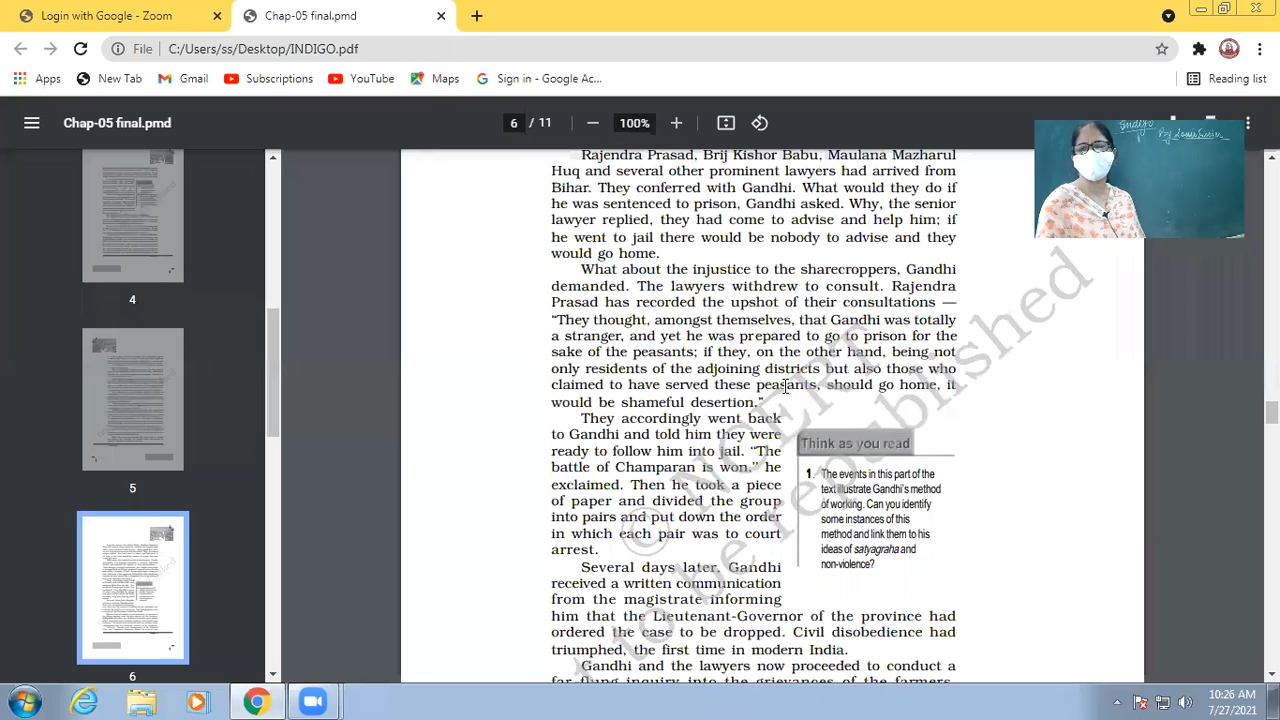 Login with Google - Zoom
Chap-05 final.pmd
File
C:/Users/ss/Desktop/INDIGO.pdf
Apps
New Tab
Gmail
Subscriptions
YouTube
Maps
Sign in - Google Ac...
Reading list
Chap-05 final.pmd
6 / 11
100%
Indigo
4
5
6
Rajendra Prasad, Brij Kishor Babu, Maulana Mazharul
Huq and several other prominent lawyers had arrived from
Bihar. They conferred with Gandhi. What would they do if
he was sentenced to prison, Gandhi asked. Why, the senior
lawyer replied, they had come to advise and help him; if
he went to jail there would be nobody to advise and they
would go home.
What about the injustice to the sharecroppers, Gandhi
demanded. The lawyers withdrew to consult. Rajendra
Prasad has recorded the upshot of their consultations —
“They thought, amongst themselves, that Gandhi was totally
a stranger, and yet he was prepared to go to prison for the
sake of the peasants; if they, on the other hand, being not
only residents of the adjoining districts but also those who
claimed to have served these peasants, should go home, it
would be shameful desertion.”
They accordingly went back
to Gandhi and told him they were
ready to follow him into jail. “The
battle of Champaran is won,” he
exclaimed. Then he took a piece
of paper and divided the group
into pairs and put down the order
in which each pair was to court
arrest.
Several days later, Gandhi
received a written communication
from the magistrate informing
him that the Lieutenant-Governor of the province had
ordered the case to be dropped. Civil disobedience had
triumphed, the first time in modern India.
Gandhi and the lawyers now proceeded to conduct a
far-flung inquiry into the grievances of the farmers.
Think as you read
1. The events in this part of the
text illustrate Gandhi's method
of working. Can you identify
some instances of this
method and link them to his
ideas of satyagraha and
non-violence?
© NCERT
to be republished
10:26 AM
7/27/2021